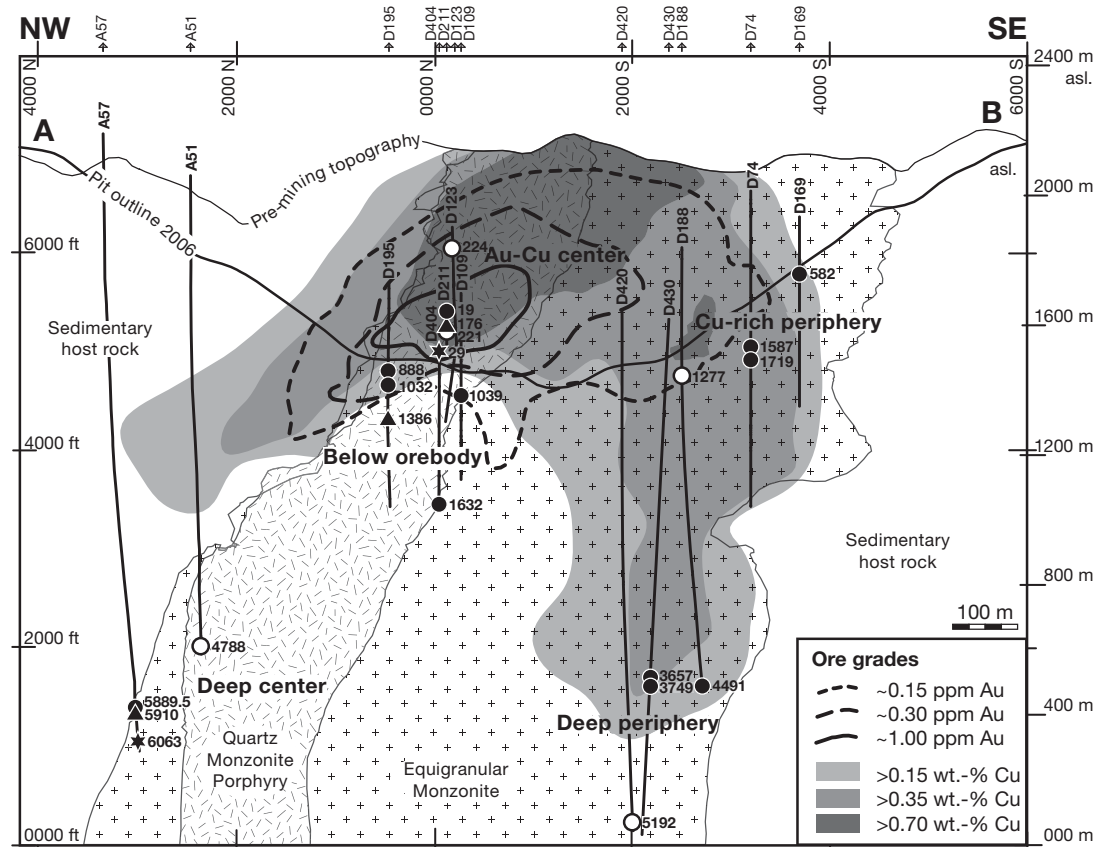 NW
SE
A57
A51
D195
D404
D211
D123
D109
D420
D430
D188
D74
D169
4000 N
2000 N
0000 N
2000 S
4000 S
6000 S
2400 m
asl.
A
B
A57
A51
Pre-mining topography
Pit outline 2006
asl.
2000 m
6000 ft
D74
D169
D123
D188
D195
224
Au-Cu center
D109
D211
D420
D430
D404
582
19
176
221
29
Cu-rich periphery
1600 m
Sedimentary
host rock
1587
1719
888
1032
1277
1039
1386
4000 ft
Below orebody
1200 m
1632
Sedimentary
host rock
800 m
100 m
2000 ft
4788
Deep center
3657
3749
4491
5889.5
5910
6063
Deep periphery
400 m
Quartz
Monzonite
Porphyry
Equigranular
Monzonite
5192
0000 ft
000 m
Ore grades
~0.15 ppm Au
~0.30 ppm Au
~1.00 ppm Au
>0.15 wt.-% Cu
>0.35 wt.-% Cu
>0.70 wt.-% Cu